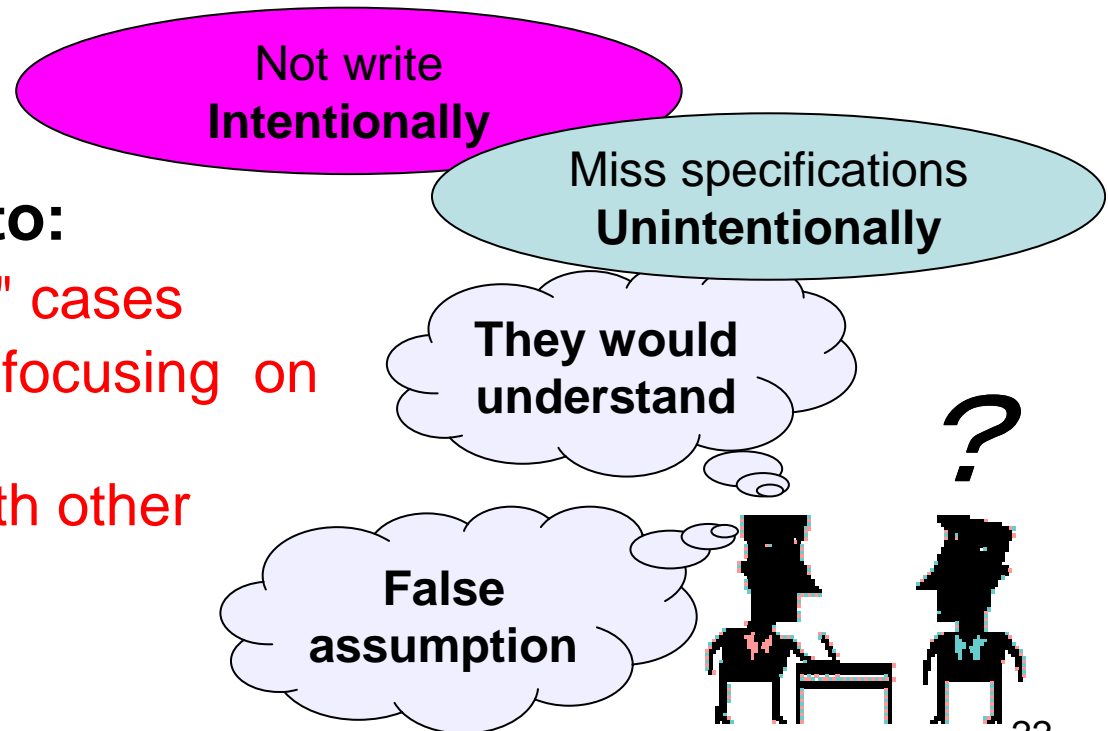 Not write
Intentionally
Miss specifications
Unintentionally
to:
" cases
focusing on
th other
They would
understand
?
False
assumption